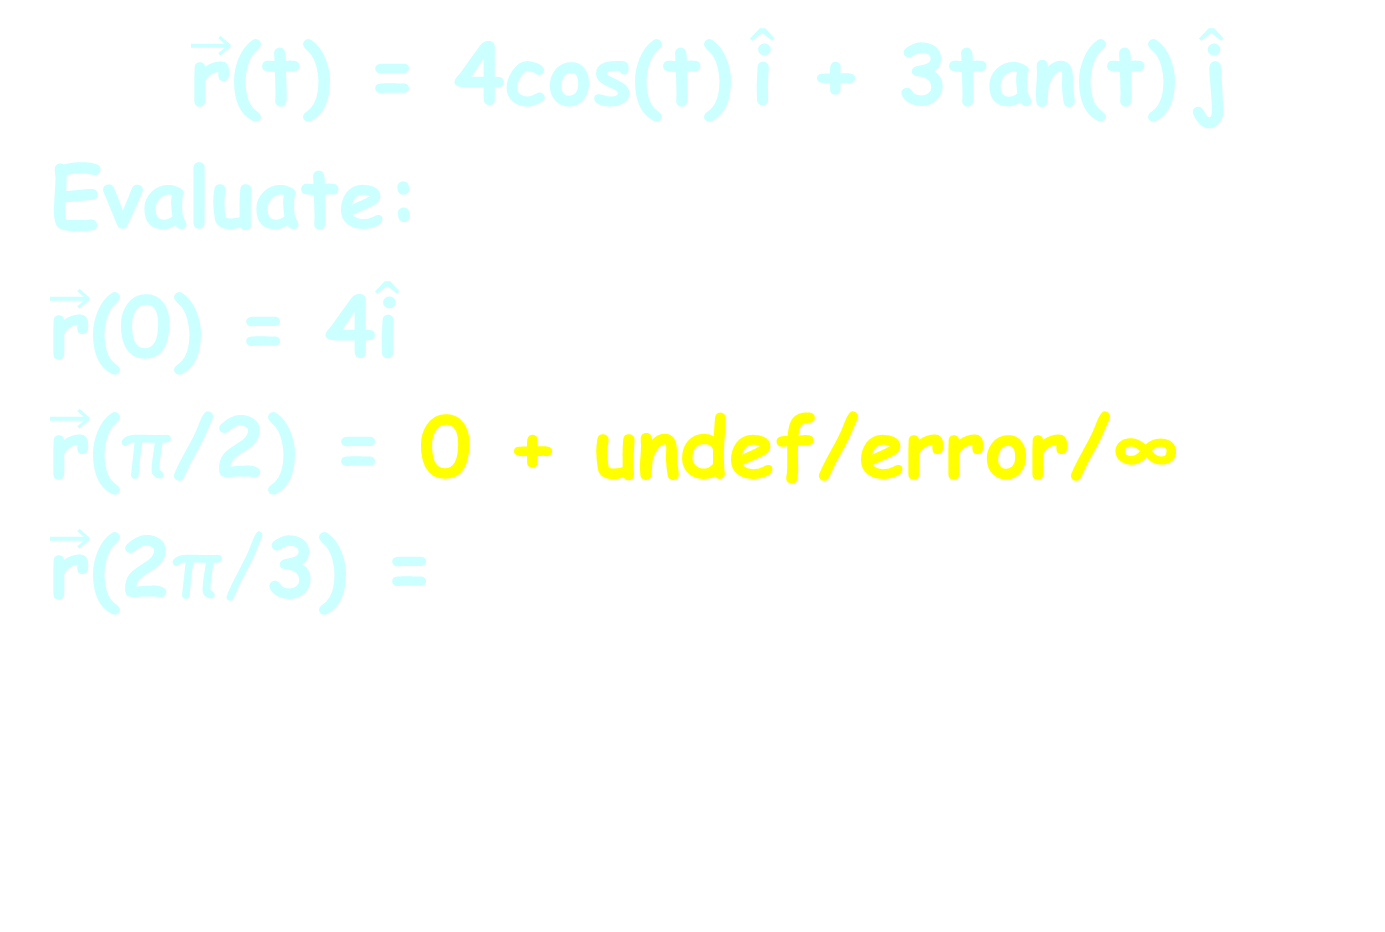 r⃗(t) = 4cos(t) î + 3tan(t) ĵ
Evaluate:
r⃗(0) = 4î
r⃗(π/2) = 0 + undef/error/∞
r⃗(2π/3) =